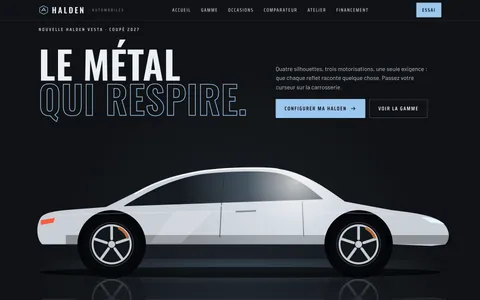 HALDEN AUTOMOBILES
ACCUEIL GAMME OCCASIONS COMPARATEUR ATELIER FINANCEMENT
ESSAI
NOUVELLE HALDEN VESTA · COUPÉ 2027
LE MÉTAL
QUI RESPIRE.
Quatre silhouettes, trois motorisations, une seule exigence :
que chaque reflet raconte quelque chose. Passez votre
curseur sur la carrosserie.
CONFIGURER MA HALDEN →
VOIR LA GAMME